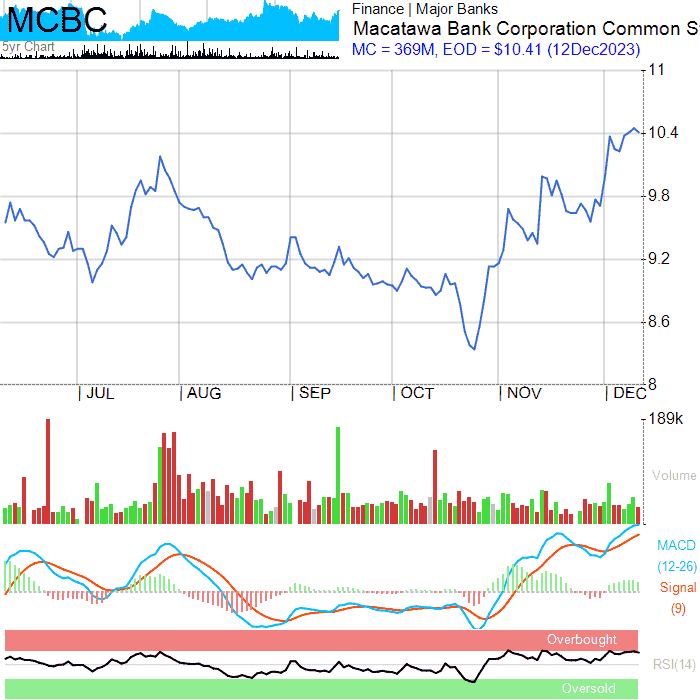 MCBC
5yr Chart
Finance | Major Banks
Macatawa Bank Corporation Common S
MC = 369M, EOD = $10.41 (12Dec2023)
11
10.4
9.8
9.2
8.6
8
JUL
AUG
SEP
OCT
NOV
DEC
189k
Volume
MACD
(12-26)
Signal
(9)
Overbought
RSI(14)
Oversold